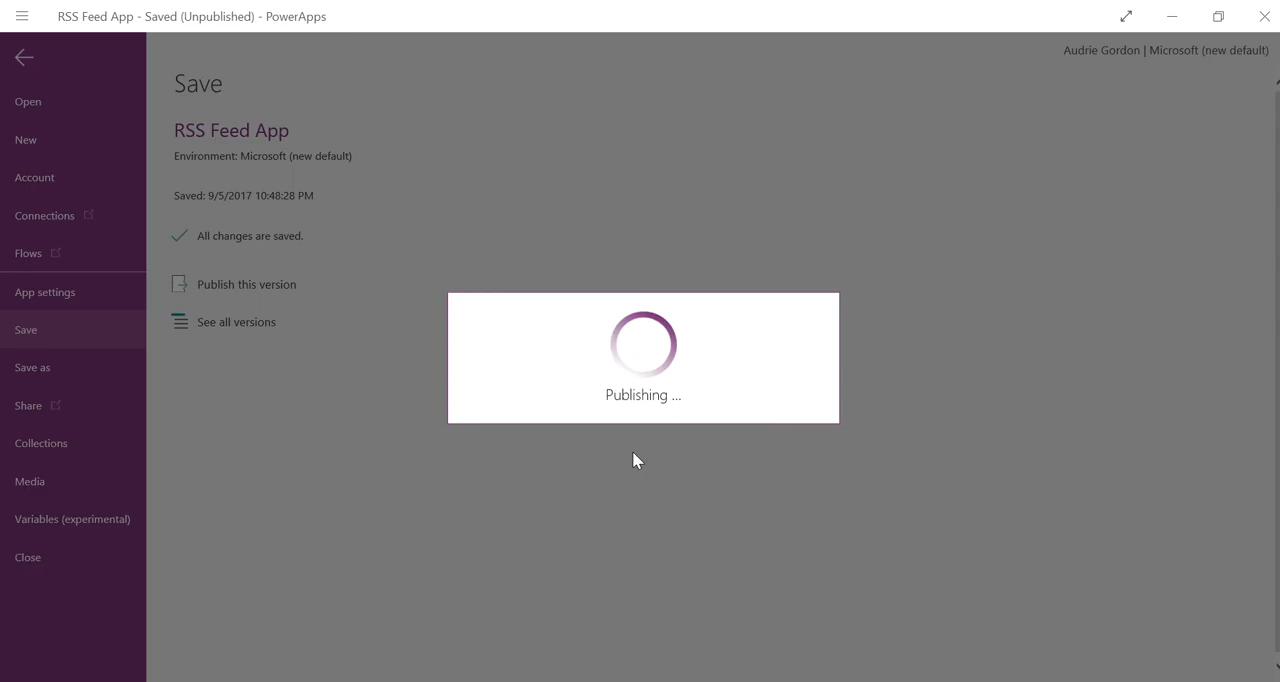 RSS Feed App - Saved (Unpublished) - PowerApps
Audrie Gordon | Microsoft (new default)
Open
New
Account
Connections
Flows
App settings
Save
Save as
Share
Collections
Media
Variables (experimental)
Close
Save
RSS Feed App
Environment: Microsoft (new default)
Saved: 9/5/2017 10:48:28 PM
All changes are saved.
Publish this version
See all versions
Publishing ...